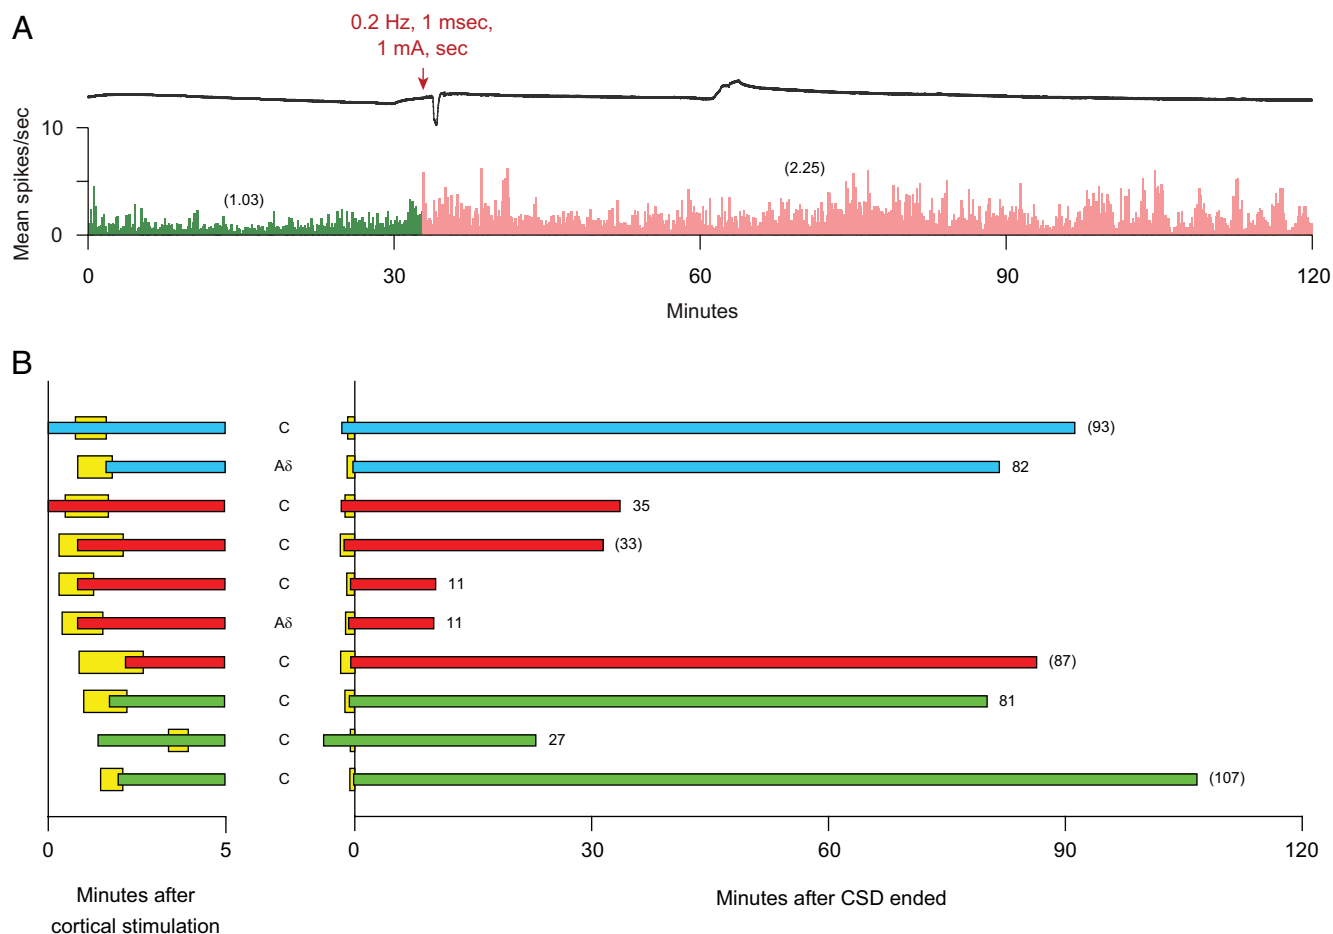 A
0.2 Hz, 1 msec,
1 mA, sec
Mean spikes/sec
10
0
(1.03)
(2.25)
0
30
60
90
120
Minutes
B
C
(93)
Aδ
82
C
35
C
(33)
C
11
Aδ
11
C
(87)
C
81
C
27
C
(107)
0
5
0
30
60
90
120
Minutes after
cortical stimulation
Minutes after CSD ended